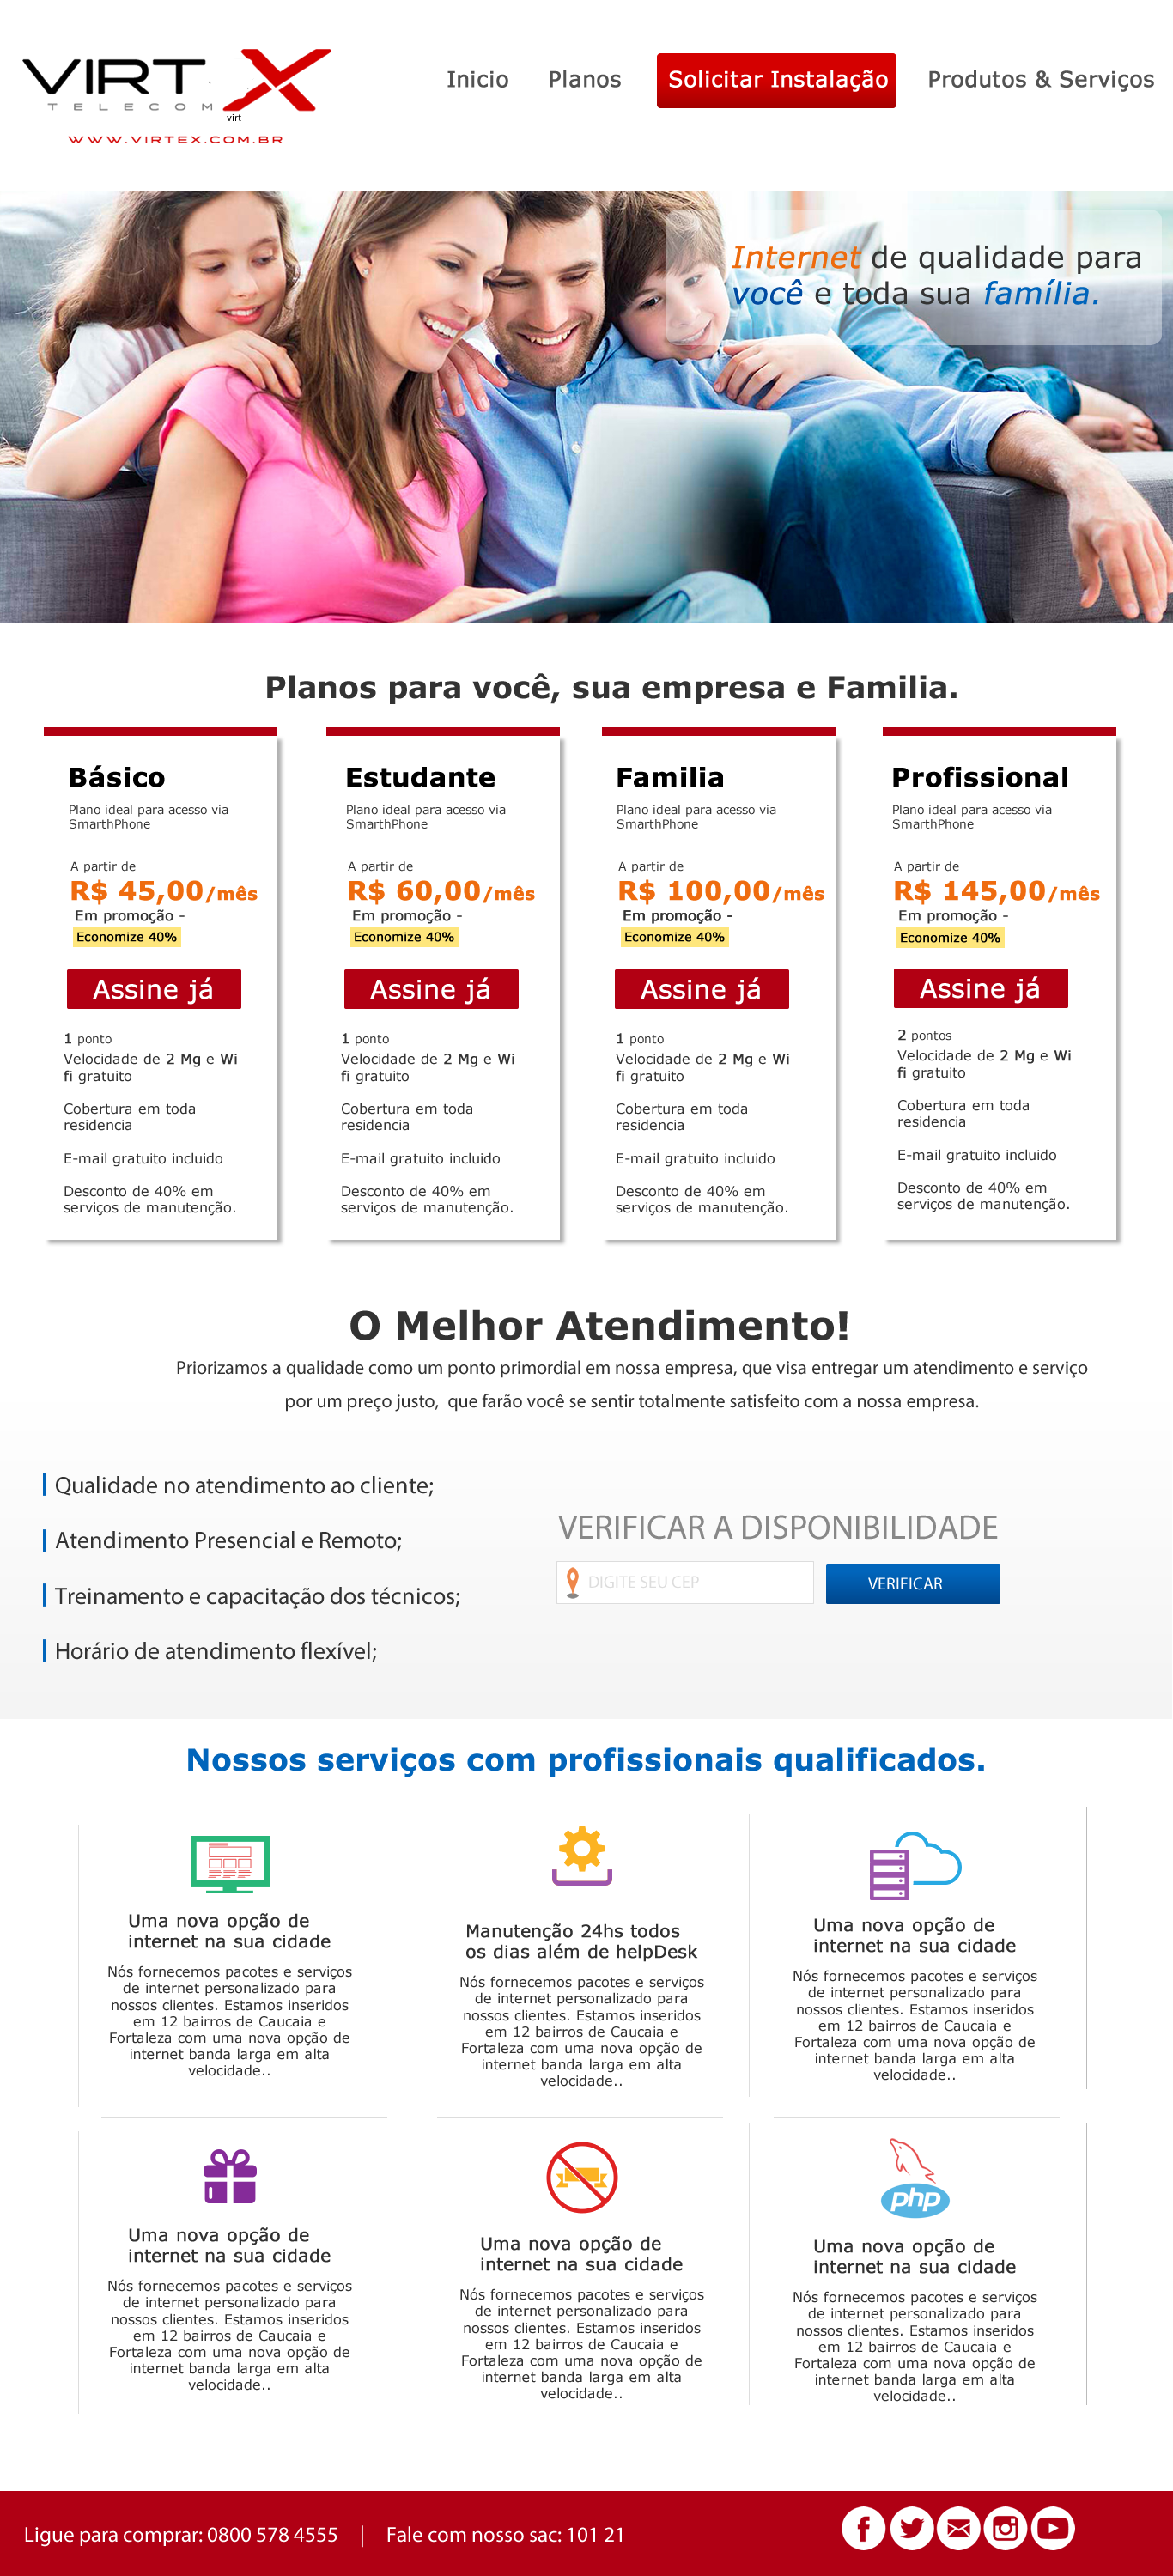 VIRT X
TELECOM
virt
WWW.VIRTEX.COM.BR
Inicio Planos Solicitar Instalação Produtos & Serviços
Internet de qualidade para
você e toda sua família.
Planos para você, sua empresa e Familia.
Básico
Plano ideal para acesso via
SmarthPhone
A partir de
R$ 45,00/mês
Em promoção -
Economize 40%
Assine já
1 ponto
Velocidade de 2 Mg e Wi
fi gratuito
Cobertura em toda
residencia
E-mail gratuito incluido
Desconto de 40% em
serviços de manutenção.
Estudante
Plano ideal para acesso via
SmarthPhone
A partir de
R$ 60,00/mês
Em promoção -
Economize 40%
Assine já
1 ponto
Velocidade de 2 Mg e Wi
fi gratuito
Cobertura em toda
residencia
E-mail gratuito incluido
Desconto de 40% em
serviços de manutenção.
Familia
Plano ideal para acesso via
SmarthPhone
A partir de
R$ 100,00/mês
Em promoção -
Economize 40%
Assine já
1 ponto
Velocidade de 2 Mg e Wi
fi gratuito
Cobertura em toda
residencia
E-mail gratuito incluido
Desconto de 40% em
serviços de manutenção.
Profissional
Plano ideal para acesso via
SmarthPhone
A partir de
R$ 145,00/mês
Em promoção -
Economize 40%
Assine já
2 pontos
Velocidade de 2 Mg e Wi
fi gratuito
Cobertura em toda
residencia
E-mail gratuito incluido
Desconto de 40% em
serviços de manutenção.
O Melhor Atendimento!
Priorizamos a qualidade como um ponto primordial em nossa empresa, que visa entregar um atendimento e serviço
por um preço justo, que farão você se sentir totalmente satisfeito com a nossa empresa.
Qualidade no atendimento ao cliente;
Atendimento Presencial e Remoto;
Treinamento e capacitação dos técnicos;
Horário de atendimento flexível;
VERIFICAR A DISPONIBILIDADE
DIGITE SEU CEP
VERIFICAR
Nossos serviços com profissionais qualificados.
Uma nova opção de
internet na sua cidade
Nós fornecemos pacotes e serviços
de internet personalizado para
nossos clientes. Estamos inseridos
em 12 bairros de Caucaia e
Fortaleza com uma nova opção de
internet banda larga em alta
velocidade..
Manutenção 24hs todos
os dias além de helpDesk
Nós fornecemos pacotes e serviços
de internet personalizado para
nossos clientes. Estamos inseridos
em 12 bairros de Caucaia e
Fortaleza com uma nova opção de
internet banda larga em alta
velocidade..
Uma nova opção de
internet na sua cidade
Nós fornecemos pacotes e serviços
de internet personalizado para
nossos clientes. Estamos inseridos
em 12 bairros de Caucaia e
Fortaleza com uma nova opção de
internet banda larga em alta
velocidade..
Uma nova opção de
internet na sua cidade
Nós fornecemos pacotes e serviços
de internet personalizado para
nossos clientes. Estamos inseridos
em 12 bairros de Caucaia e
Fortaleza com uma nova opção de
internet banda larga em alta
velocidade..
Uma nova opção de
internet na sua cidade
Nós fornecemos pacotes e serviços
de internet personalizado para
nossos clientes. Estamos inseridos
em 12 bairros de Caucaia e
Fortaleza com uma nova opção de
internet banda larga em alta
velocidade..
php
Uma nova opção de
internet na sua cidade
Nós fornecemos pacotes e serviços
de internet personalizado para
nossos clientes. Estamos inseridos
em 12 bairros de Caucaia e
Fortaleza com uma nova opção de
internet banda larga em alta
velocidade..
Ligue para comprar: 0800 578 4555 | Fale com nosso sac: 101 21